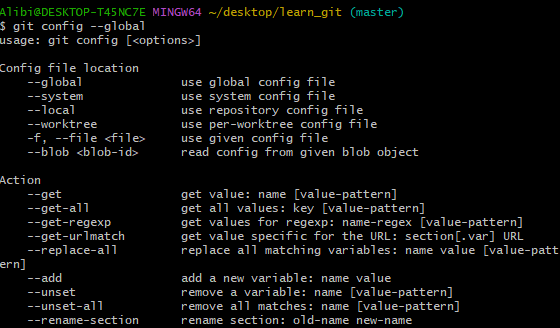 Alibi@DESKTOP-T45NC7E MINGW64 ~/desktop/learn_git (master)
$ git config --global
usage: git config [<options>]

Config file location
    --global              use global config file
    --system              use system config file
    --local               use repository config file
    --worktree            use per-worktree config file
    -f, --file <file>     use given config file
    --blob <blob-id>      read config from given blob object

Action
    --get                 get value: name [value-pattern]
    --get-all             get all values: key [value-pattern]
    --get-regexp          get values for regexp: name-regex [value-pattern]
    --get-urlmatch        get value specific for the URL: section[.var] URL
    --replace-all         replace all matching variables: name value [value-patt
ern]
    --add                 add a new variable: name value
    --unset               remove a variable: name [value-pattern]
    --unset-all           remove all matches: name [value-pattern]
    --rename-section      rename section: old-name new-name